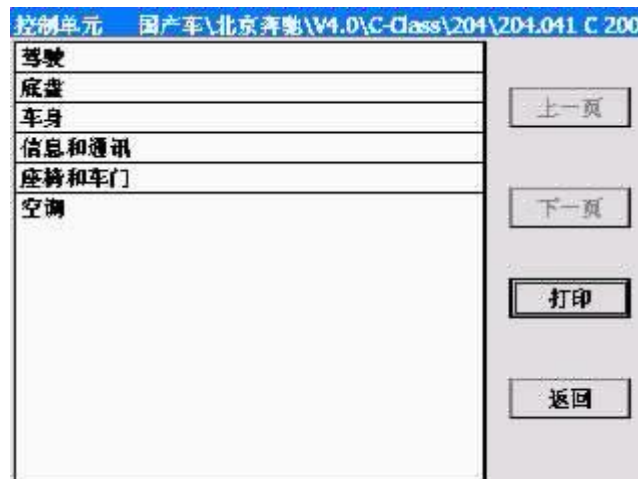 控制单元 国产车\北京奔驰\V4.0\C-Class\204\204.041 C 200
驾驶
底盘
车身
信息和通讯
座椅和车门
空调
上一页
下一页
打印
返回